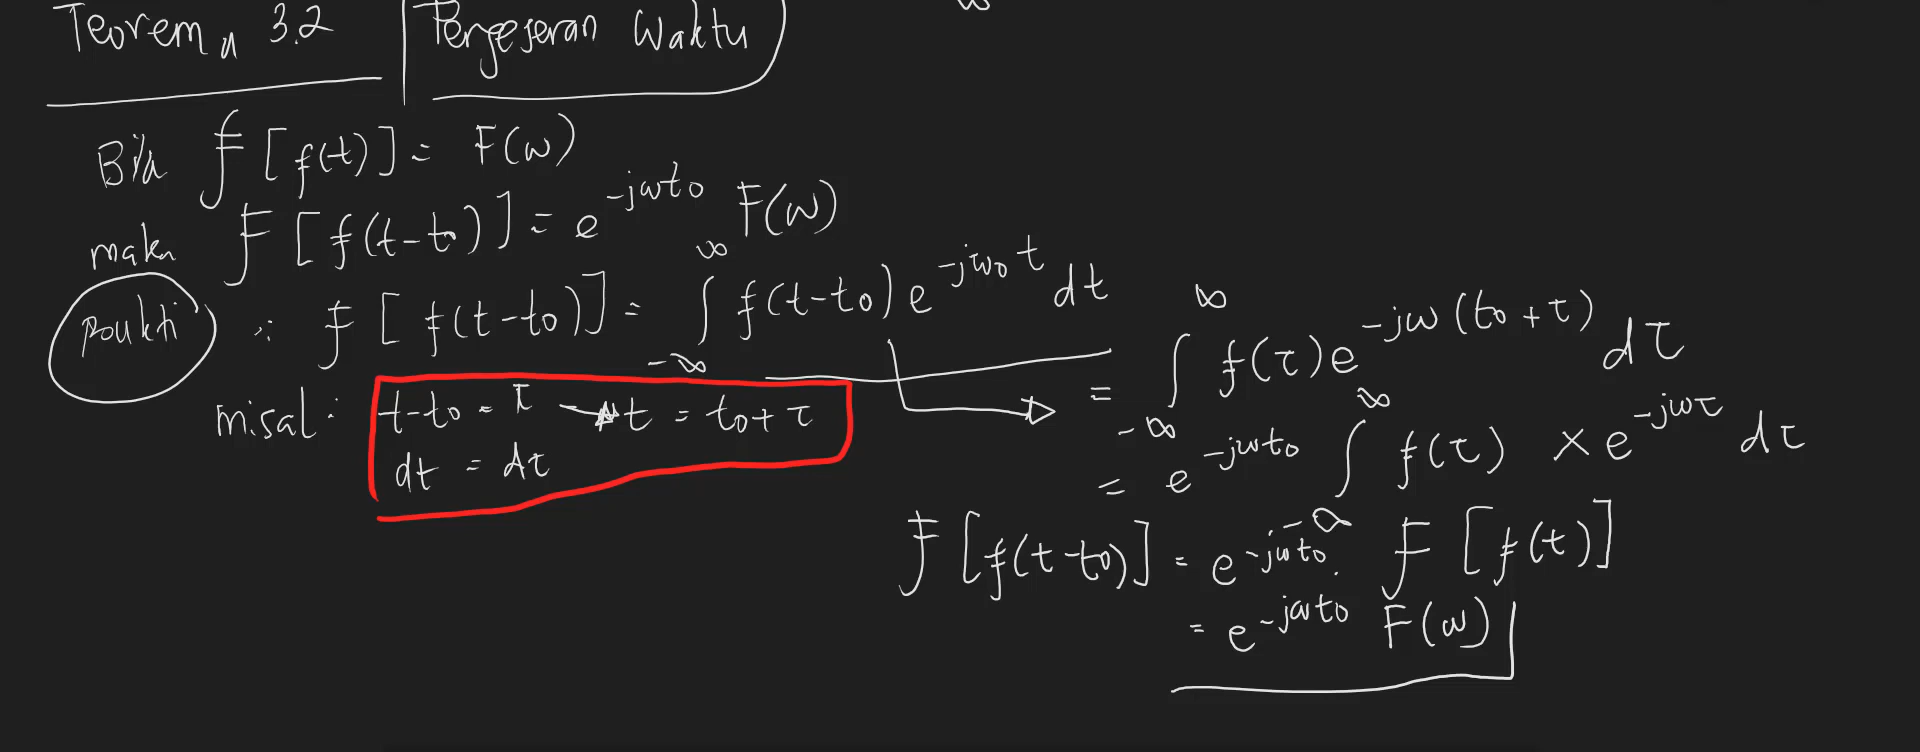 Teorema 3.2 | Pergeseran Waktu
Bila F[f(t)] = F(ω)
maka F[f(t-t₀)] = e^{-jωt₀} F(ω)
Bukti ∴ F[f(t-t₀)] = ∫_{-∞}^{∞} f(t-t₀) e^{-jω₀t} dt
misal: t-t₀ = τ → t = t₀+τ
dt = dτ
= ∫_{-∞}^{∞} f(τ) e^{-jω(t₀+τ)} dτ
= e^{-jωt₀} ∫_{-∞}^{∞} f(τ) × e^{-jωτ} dτ
F[f(t-t₀)] = e^{-jωt₀} · F[f(t)]
= e^{-jωt₀} F(ω)